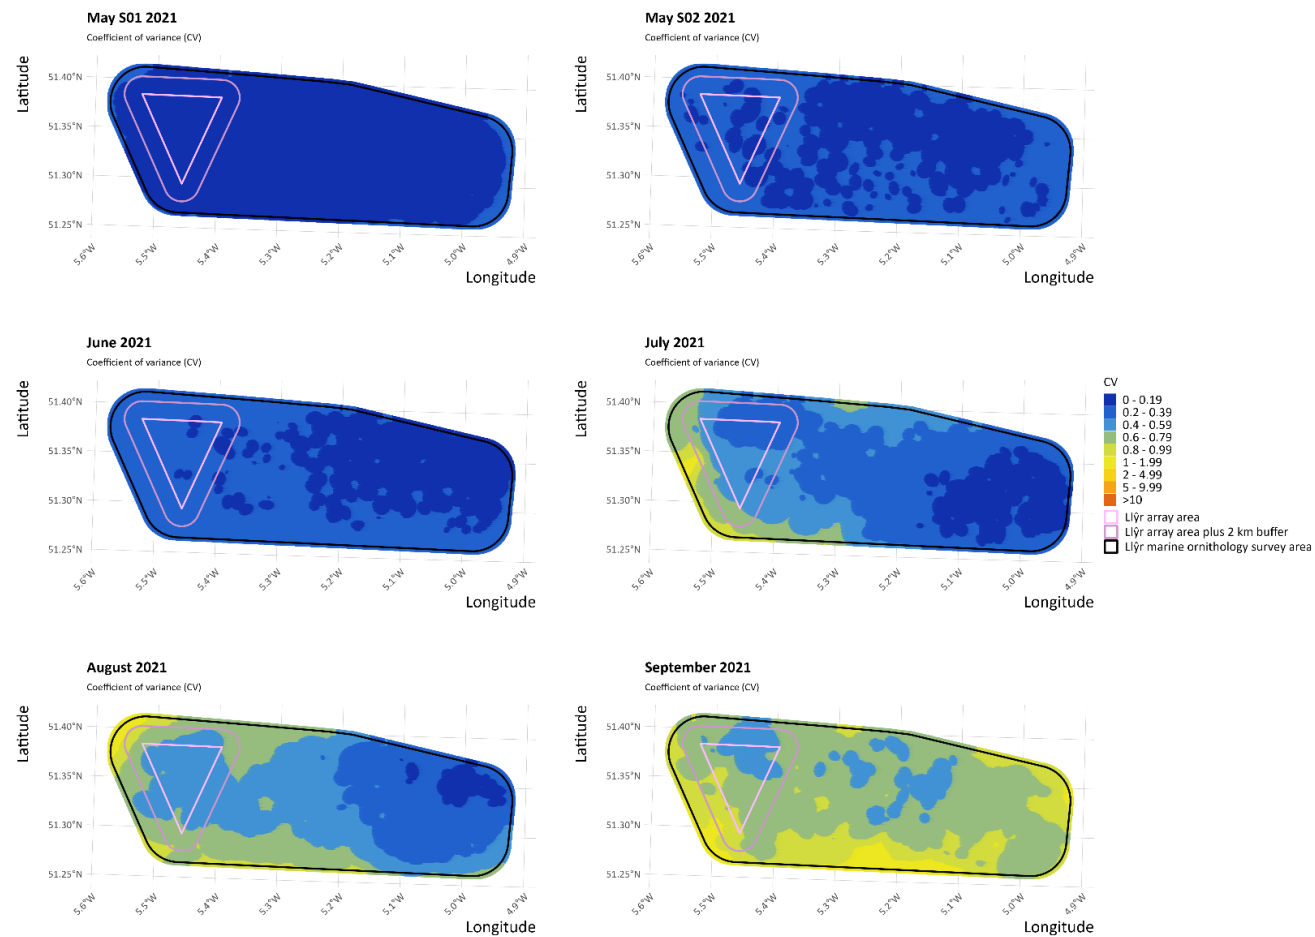 May S01 2021
Coefficient of variance (CV)
Latitude
51.40°N
51.35°N
51.30°N
51.25°N
5.6°W
5.5°W
5.4°W
5.3°W
5.2°W
5.1°W
5.0°W
4.9°W
Longitude
May S02 2021
Coefficient of variance (CV)
Latitude
51.40°N
51.35°N
51.30°N
51.25°N
5.6°W
5.5°W
5.4°W
5.3°W
5.2°W
5.1°W
5.0°W
4.9°W
Longitude
June 2021
Coefficient of variance (CV)
Latitude
51.40°N
51.35°N
51.30°N
51.25°N
5.6°W
5.5°W
5.4°W
5.3°W
5.2°W
5.1°W
5.0°W
4.9°W
Longitude
July 2021
Coefficient of variance (CV)
Latitude
51.40°N
51.35°N
51.30°N
51.25°N
5.6°W
5.5°W
5.4°W
5.3°W
5.2°W
5.1°W
5.0°W
4.9°W
Longitude
CV
0 - 0.19
0.2 - 0.39
0.4 - 0.59
0.6 - 0.79
0.8 - 0.99
1 - 1.99
2 - 4.99
5 - 9.99
>10
Llŷr array area
Llŷr array area plus 2 km buffer
Llŷr marine ornithology survey area
August 2021
Coefficient of variance (CV)
Latitude
51.40°N
51.35°N
51.30°N
51.25°N
5.6°W
5.5°W
5.4°W
5.3°W
5.2°W
5.1°W
5.0°W
4.9°W
Longitude
September 2021
Coefficient of variance (CV)
Latitude
51.40°N
51.35°N
51.30°N
51.25°N
5.6°W
5.5°W
5.4°W
5.3°W
5.2°W
5.1°W
5.0°W
4.9°W
Longitude